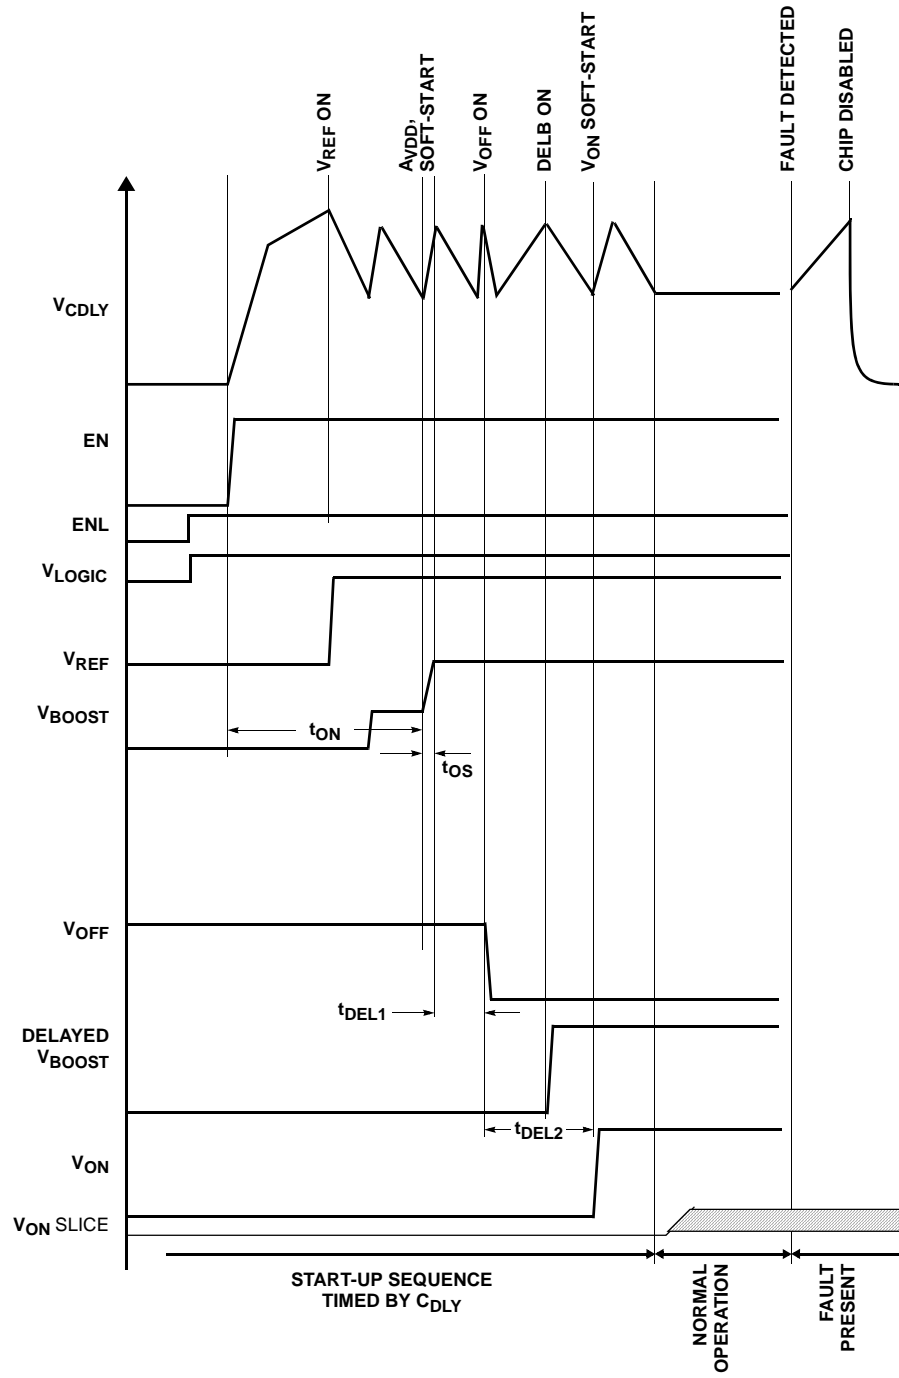 VREF ON
AVDD,
SOFT-START
VOFF ON
DELB ON
VON SOFT-START
FAULT DETECTED
CHIP DISABLED
VCDLY
EN
ENL
VLOGIC
VREF
VBOOST
tON
tOS
VOFF
tDEL1
DELAYED
VBOOST
tDEL2
VON
VON SLICE
START-UP SEQUENCE
TIMED BY CDLY
NORMAL
OPERATION
FAULT
PRESENT